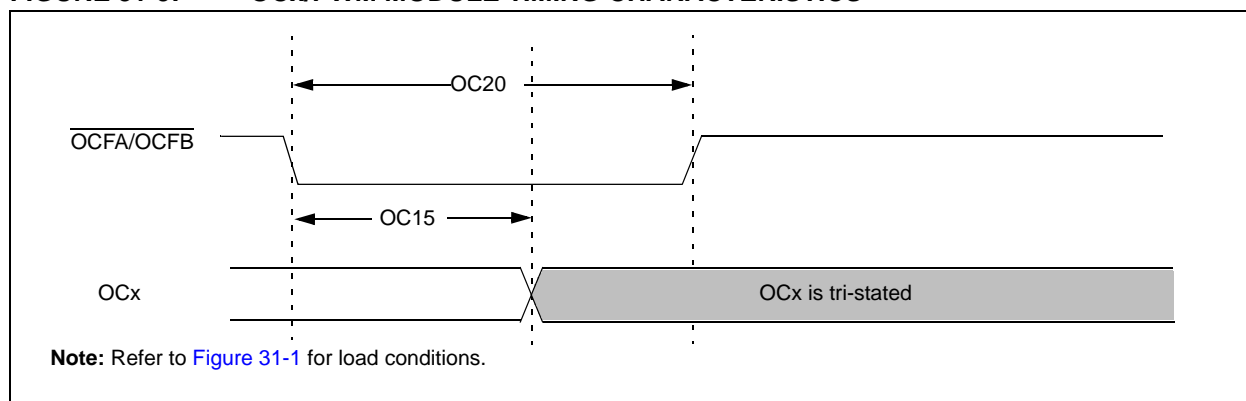 OC20
OCFA/OCFB
OC15
OCx
OCx is tri-stated
Note: Refer to Figure 31-1 for load conditions.